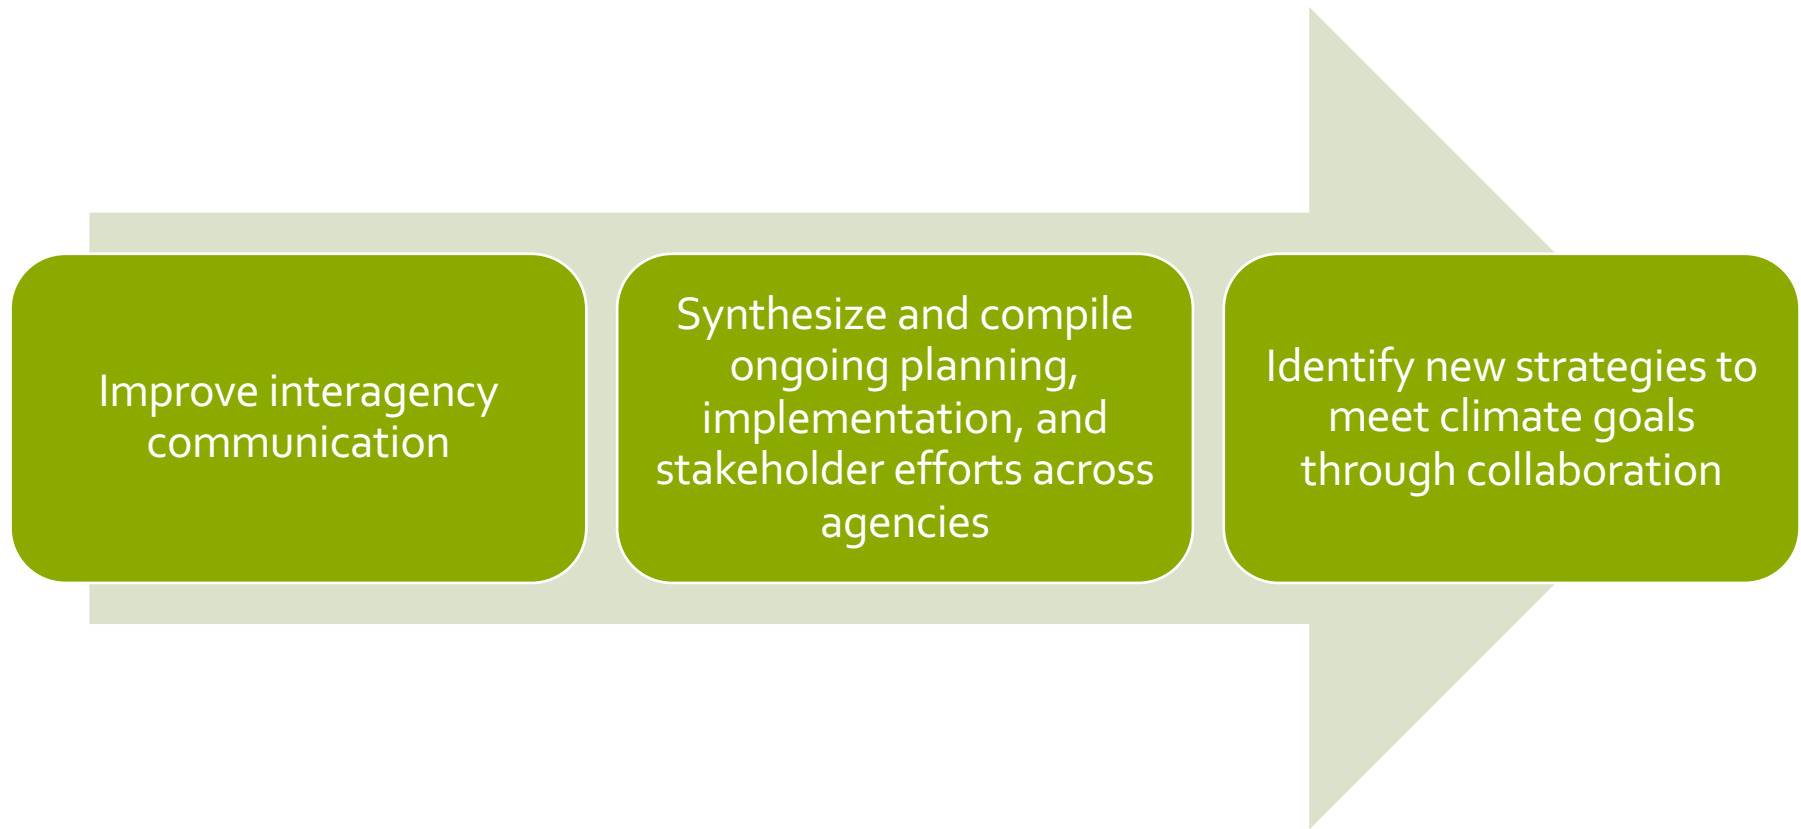 Improve interagency
communication
Synthesize and compile
ongoing planning,
implementation, and
stakeholder efforts across
agencies
Identify new strategies to
meet climate goals
through collaboration